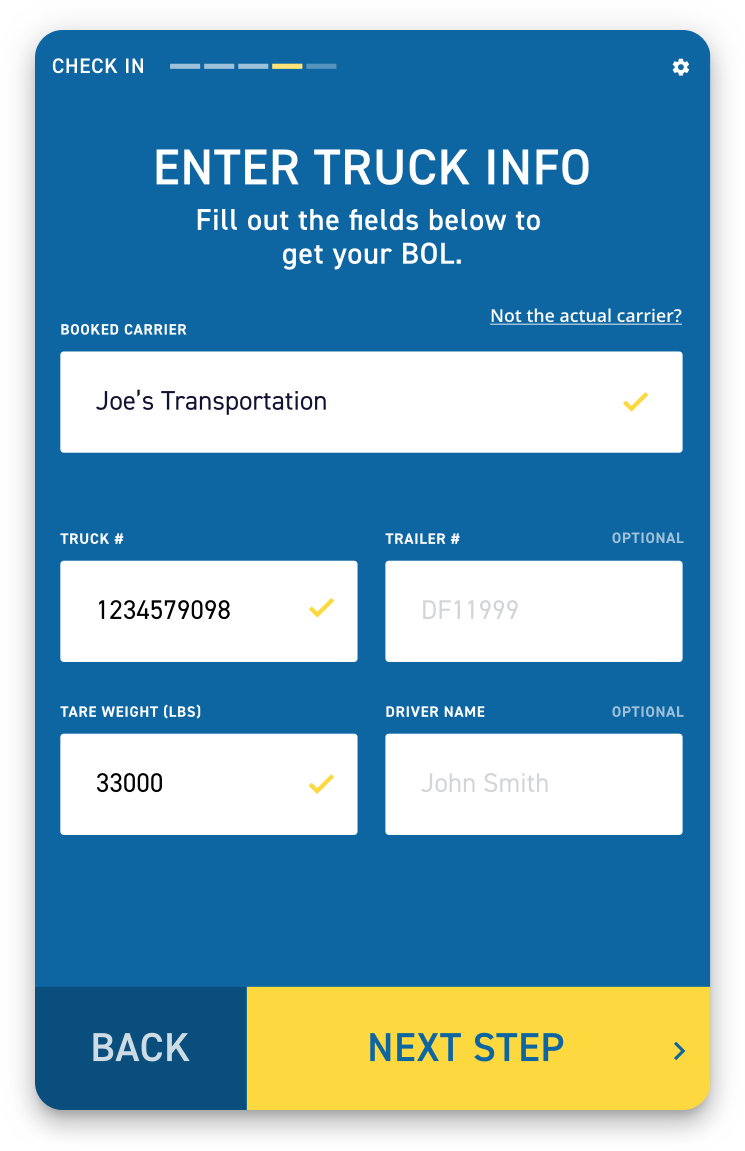 CHECK IN
ENTER TRUCK INFO
Fill out the fields below to
get your BOL.
Not the actual carrier?
BOOKED CARRIER
Joe’s Transportation
TRUCK #
TRAILER # OPTIONAL
1234579098
DF11999
TARE WEIGHT (LBS)
DRIVER NAME OPTIONAL
33000
John Smith
BACK
NEXT STEP